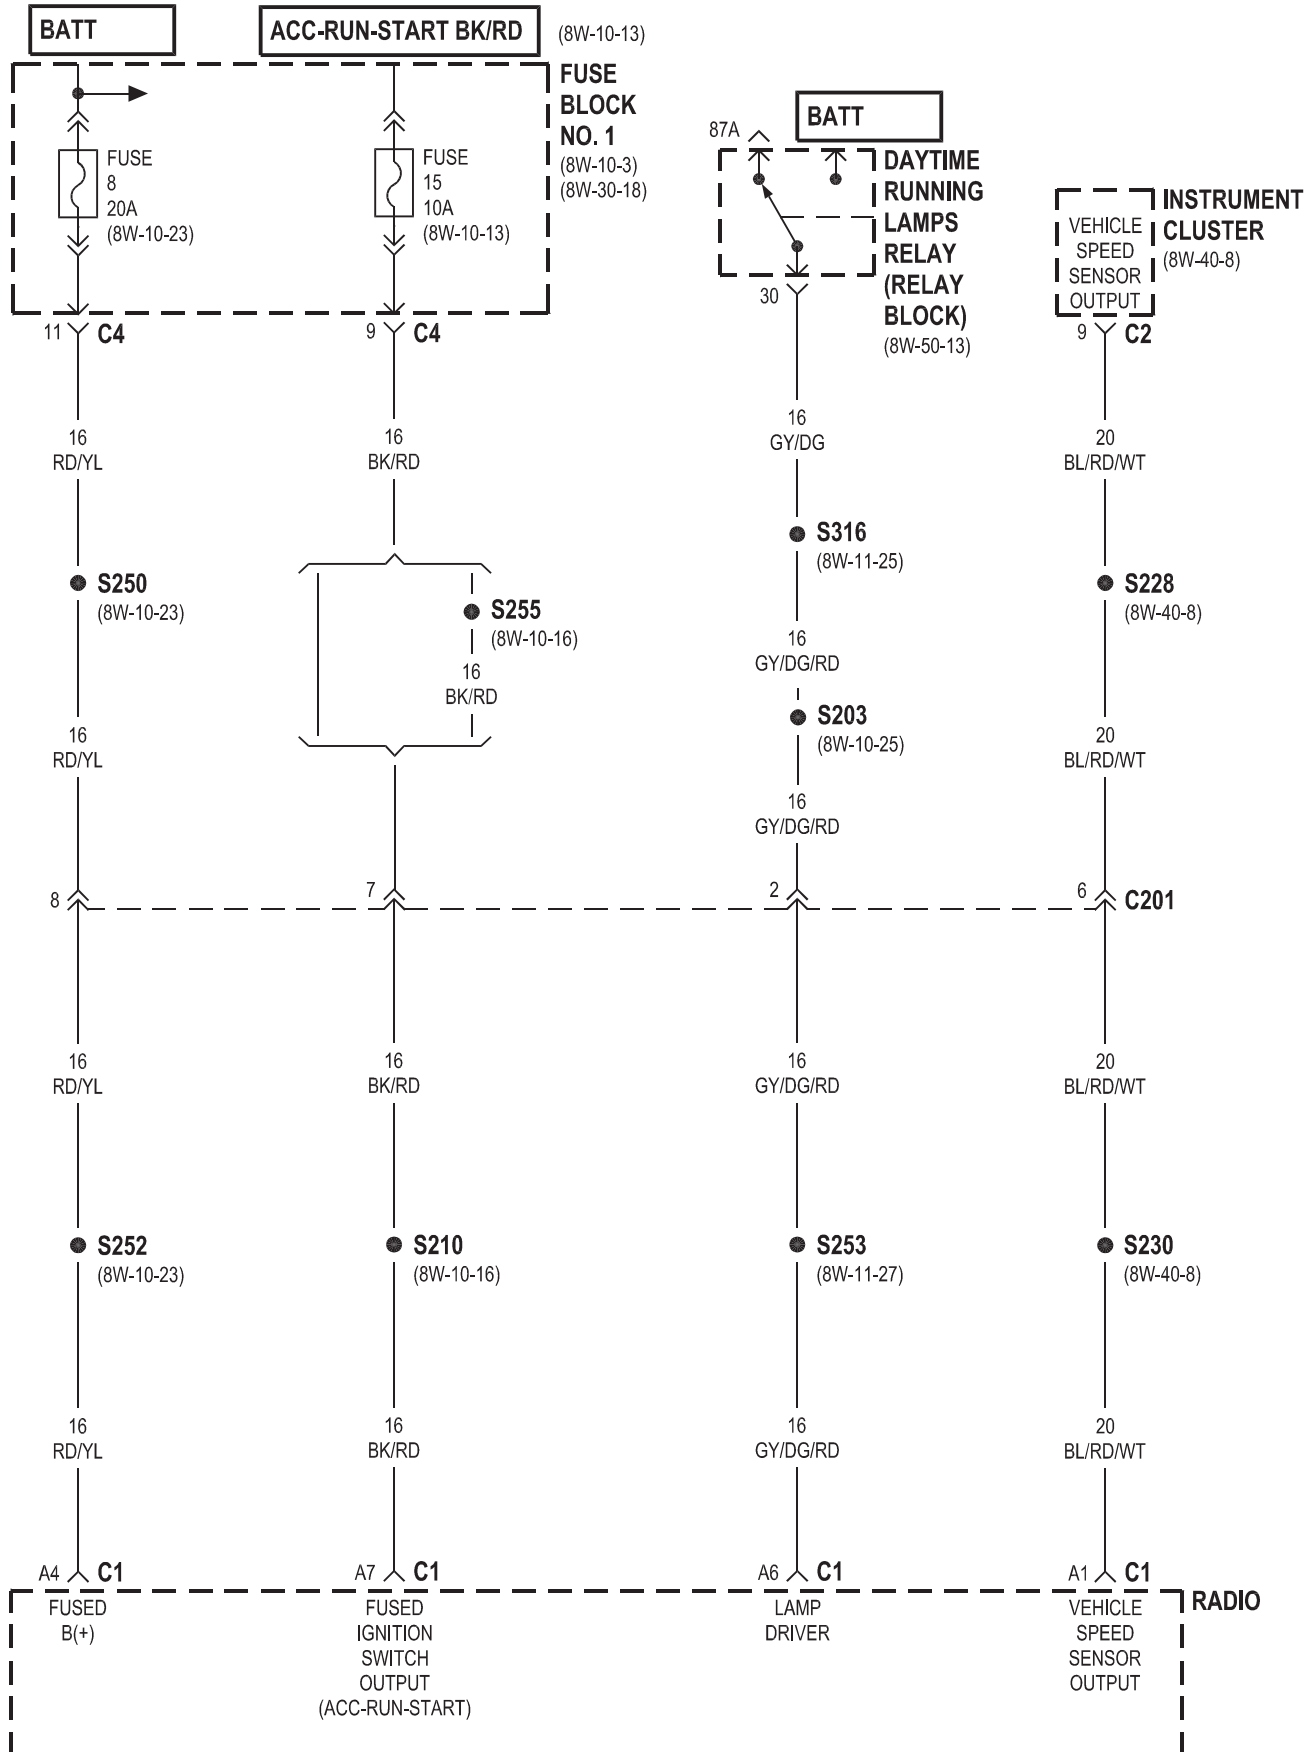 BATT
ACC-RUN-START BK/RD
(8W-10-13)
FUSE
BLOCK
NO. 1
(8W-10-3)
(8W-30-18)
FUSE
8
20A
(8W-10-23)
FUSE
15
10A
(8W-10-13)
BATT
87A
DAYTIME
RUNNING
LAMPS
RELAY
(RELAY
BLOCK)
(8W-50-13)
30
INSTRUMENT
CLUSTER
(8W-40-8)
VEHICLE
SPEED
SENSOR
OUTPUT
11 C4
9 C4
9 C2
16
RD/YL
16
BK/RD
16
GY/DG
20
BL/RD/WT
S250
(8W-10-23)
S255
(8W-10-16)
16
BK/RD
S316
(8W-11-25)
16
GY/DG/RD
S203
(8W-10-25)
16
GY/DG/RD
S228
(8W-40-8)
16
RD/YL
20
BL/RD/WT
8
7
2
6
C201
16
RD/YL
16
BK/RD
16
GY/DG/RD
20
BL/RD/WT
S252
(8W-10-23)
S210
(8W-10-16)
S253
(8W-11-27)
S230
(8W-40-8)
16
RD/YL
16
BK/RD
16
GY/DG/RD
20
BL/RD/WT
A4 C1
A7 C1
A6 C1
A1 C1
RADIO
FUSED
B(+)
FUSED
IGNITION
SWITCH
OUTPUT
(ACC-RUN-START)
LAMP
DRIVER
VEHICLE
SPEED
SENSOR
OUTPUT